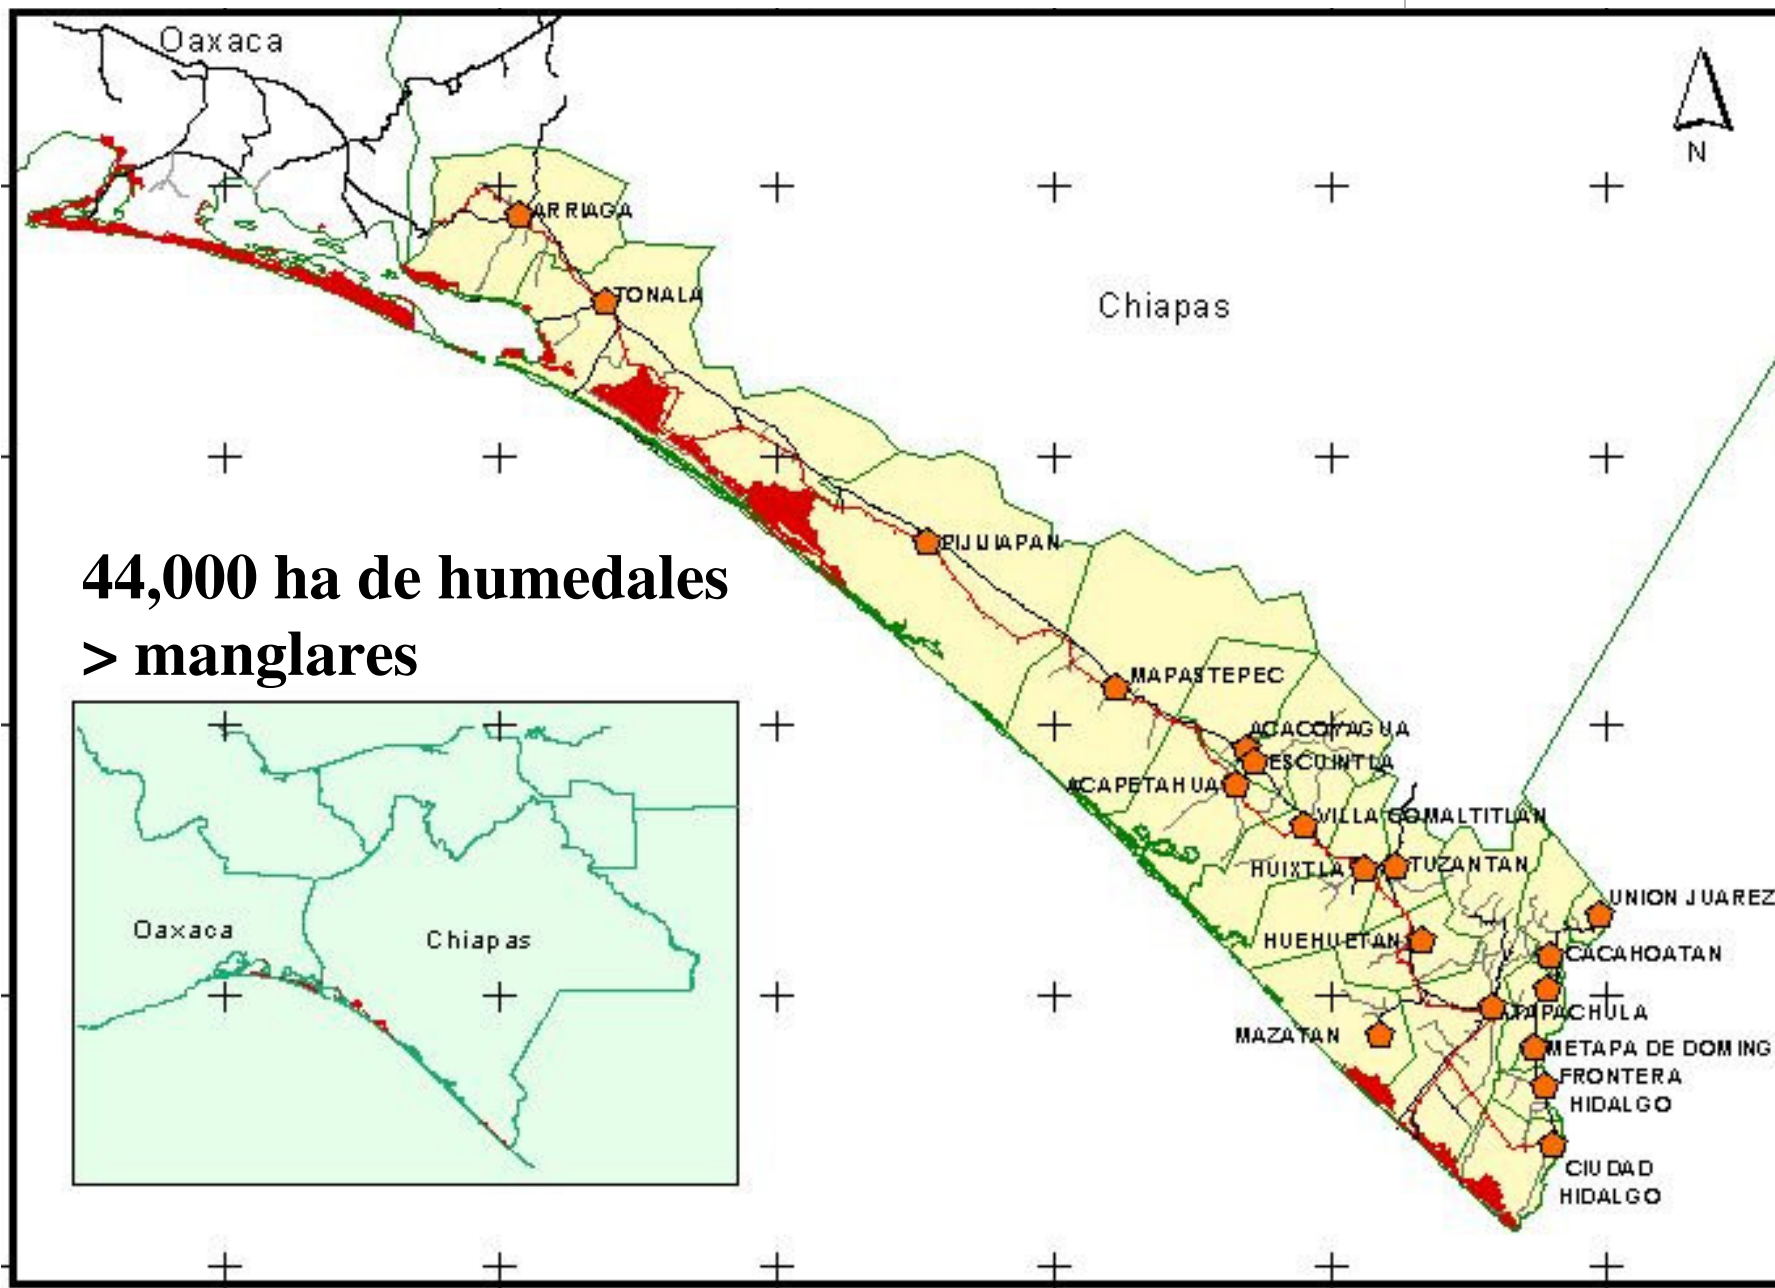 Oaxaca
N
ARRIAGA
TONALA
Chiapas
PIJIJIAPAN
44,000 ha de humedales
> manglares
MAPASTEPEC
ACACOYAGUA
ESCUINTLA
ACAPETAHUA
VILLA COMALTITLAN
HUIXTLA
TUZANTAN
UNION JUAREZ
HUEHUETAN
CACAHOATAN
Oaxaca
Chiapas
TAPACHULA
MAZATAN
METAPA DE DOMING
FRONTERA
HIDALGO
CIUDAD
HIDALGO